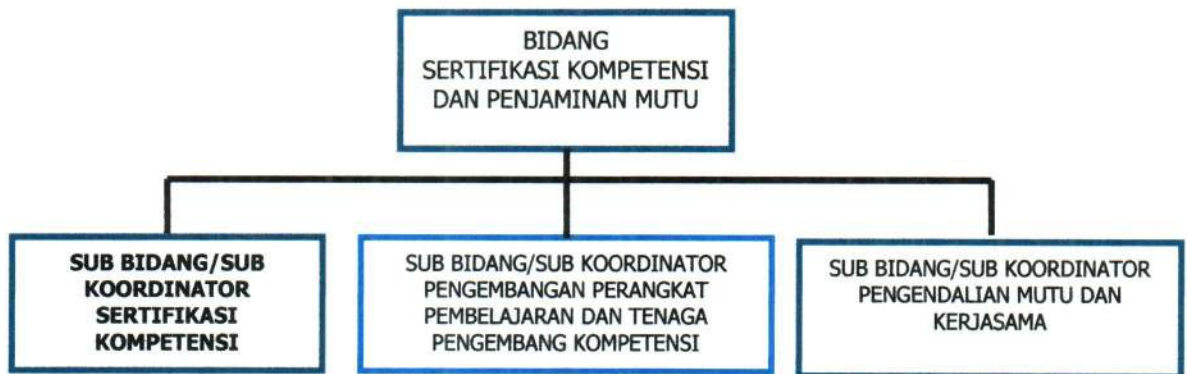 BIDANG
SERTIFIKASI KOMPETENSI
DAN PENJAMINAN MUTU
SUB BIDANG/SUB
KOORDINATOR
SERTIFIKASI
KOMPETENSI
SUB BIDANG/SUB KOORDINATOR
PENGEMBANGAN PERANGKAT
PEMBELAJARAN DAN TENAGA
PENGEMBANG KOMPETENSI
SUB BIDANG/SUB KOORDINATOR
PENGENDALIAN MUTU DAN
KERJASAMA